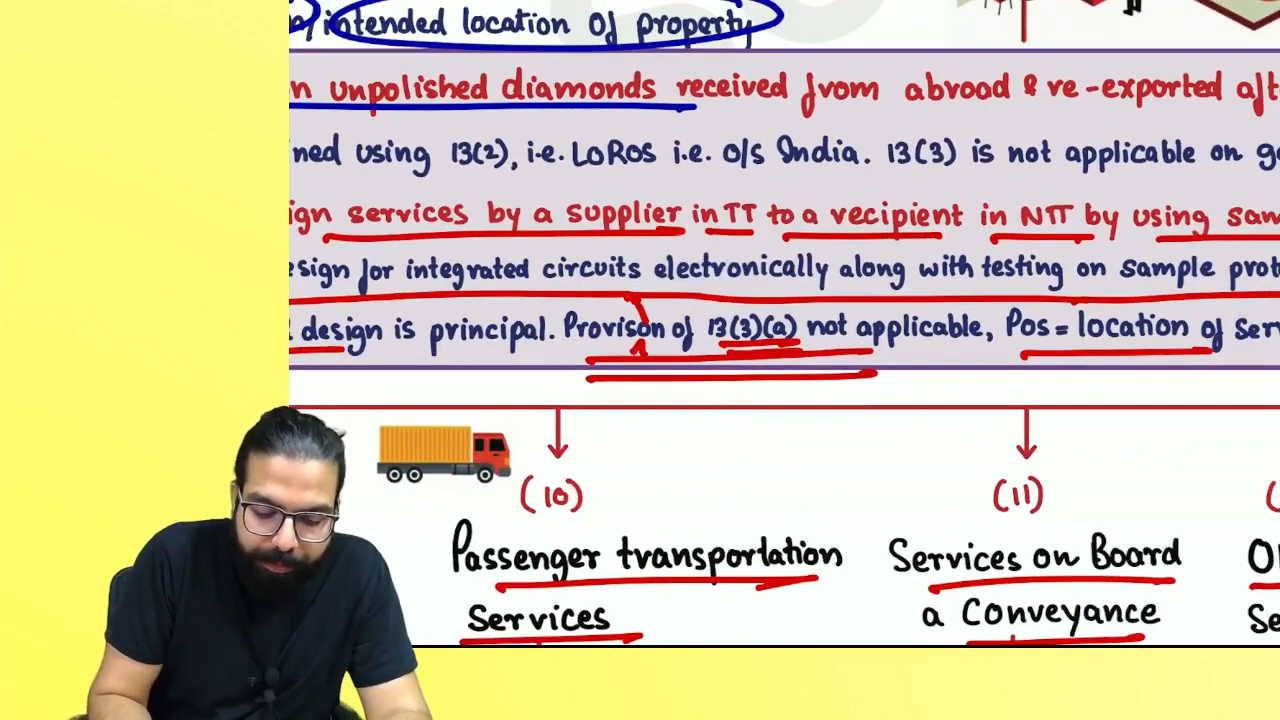 intended location of property
n unpolished diamonds received from abroad & re-exported aft
ned using 13(2), i.e. LOROS i.e. O/S India. 13(3) is not applicable on g
ign services by a supplier in TT to a recipient in NTT by using sam
esign for integrated circuits electronically along with testing on sample prot
design is principal. Provison of 13(3)(a) not applicable, Pos = location of ser
(10)
(11)
Passenger transportation
Services
Services on Board
a Conveyance
Se